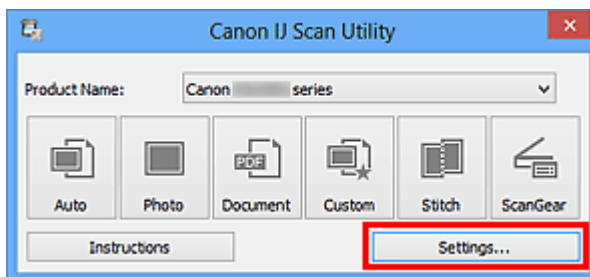 Canon IJ Scan Utility
Product Name: Canon series
PDF
Auto Photo Document Custom Stitch ScanGear
Instructions Settings...